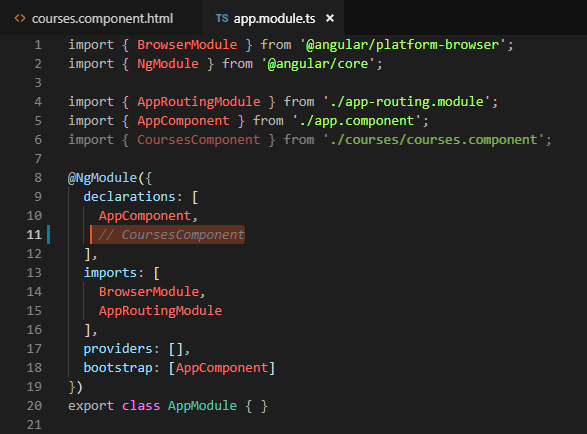 <> courses.component.html TS app.module.ts ×
1 import { BrowserModule } from '@angular/platform-browser';
2 import { NgModule } from '@angular/core';
3
4 import { AppRoutingModule } from './app-routing.module';
5 import { AppComponent } from './app.component';
6 import { CoursesComponent } from './courses/courses.component';
7
8 @NgModule({
9   declarations: [
10     AppComponent,
11     // CoursesComponent
12   ],
13   imports: [
14     BrowserModule,
15     AppRoutingModule
16   ],
17   providers: [],
18   bootstrap: [AppComponent]
19 })
20 export class AppModule { }
21